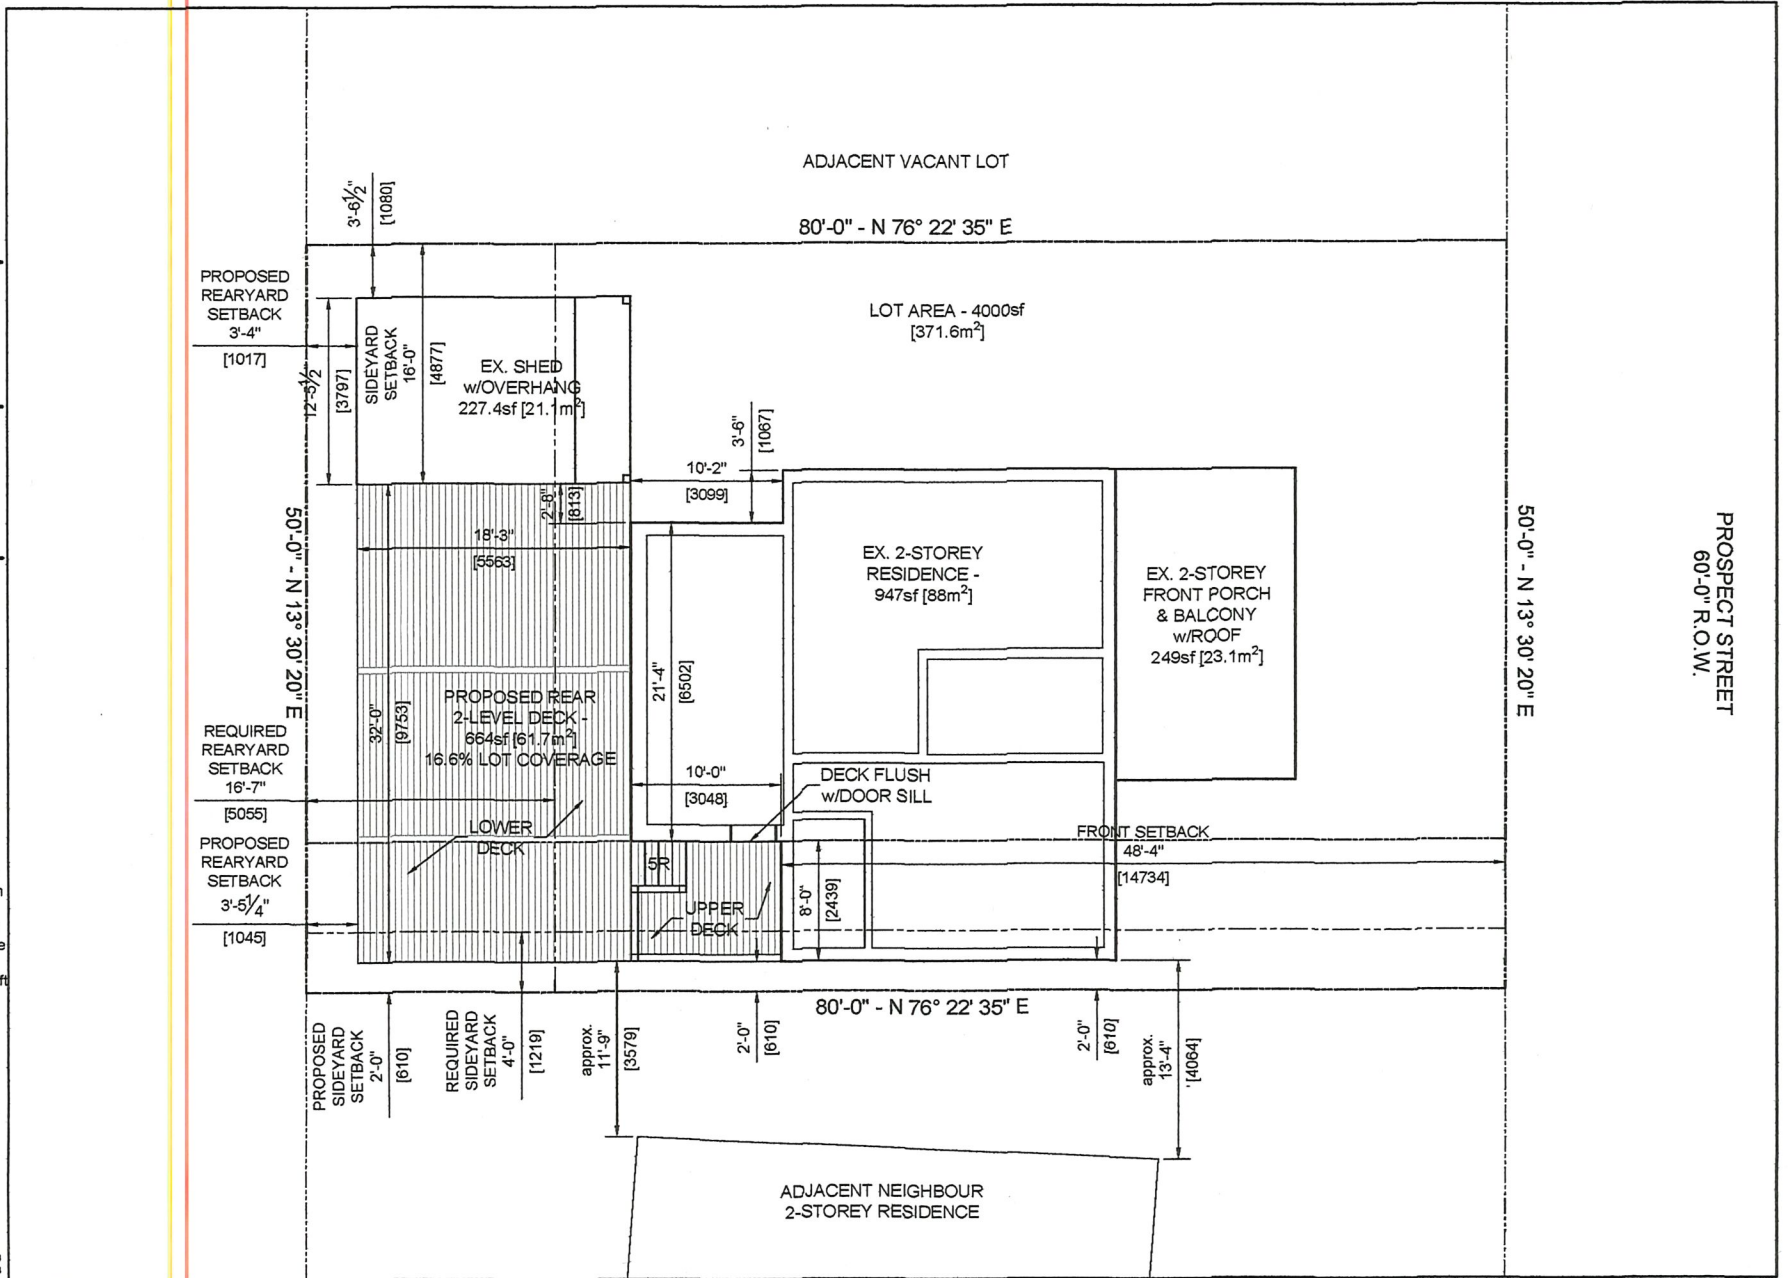 ADJACENT VACANT LOT
80'-0" - N 76° 22' 35" E
3'-6½"
[1080]
PROPOSED
REARYARD
SETBACK
3'-4"
[1017]
12'-5½"
[3797]
SIDEYARD
SETBACK
16'-0"
[4877]
EX. SHED
w/OVERHANG
227.4sf [21.1m²]
LOT AREA - 4000sf
[371.6m²]
3'-6"
[1067]
10'-2"
[3099]
2'-8"
[813]
18'-3"
[5563]
50'-0" - N 13° 30' 20" E
EX. 2-STOREY
RESIDENCE -
947sf [88m²]
EX. 2-STOREY
FRONT PORCH
& BALCONY
w/ROOF
249sf [23.1m²]
50'-0" - N 13° 30' 20" E
PROSPECT STREET
60'-0" R.O.W.
21'-4"
[6502]
32'-0"
[9753]
PROPOSED REAR
2-LEVEL DECK -
664sf [61.7m²]
16.6% LOT COVERAGE
REQUIRED
REARYARD
SETBACK
16'-7"
[5055]
10'-0"
[3048]
DECK FLUSH
w/DOOR SILL
LOWER
DECK
PROPOSED
REARYARD
SETBACK
3'-5¼"
[1045]
5R
UPPER
DECK
8'-0"
[2439]
FRONT SETBACK
48'-4"
[14734]
80'-0" - N 76° 22' 35" E
PROPOSED
SIDEYARD
SETBACK
2'-0"
[610]
REQUIRED
SIDEYARD
SETBACK
4'-0"
[1219]
approx.
11'-9"
[3579]
2'-0"
[610]
2'-0"
[610]
approx.
13'-4"
[4064]
ADJACENT NEIGHBOUR
2-STOREY RESIDENCE